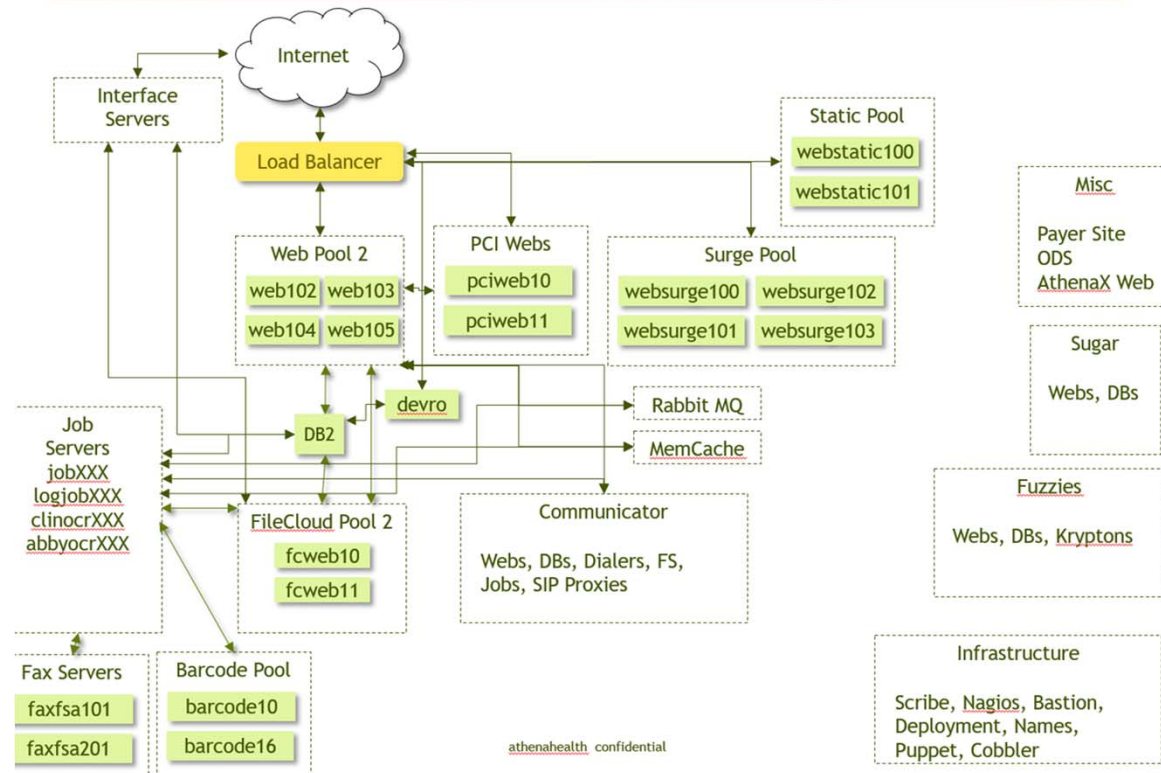 Internet
Interface
Servers
Load Balancer
Static Pool
webstatic100
webstatic101
Misc
Payer Site
ODS
AthenaX Web
Web Pool 2
web102 web103
web104 web105
PCI Webs
pciweb10
pciweb11
Surge Pool
websurge100 websurge102
websurge101 websurge103
Sugar
Webs, DBs
devro
DB2
Rabbit MQ
MemCache
Job
Servers
jobXXX
logjobXXX
clinocrXXX
abbyocrXXX
FileCloud Pool 2
fcweb10
fcweb11
Communicator
Webs, DBs, Dialers, FS,
Jobs, SIP Proxies
Fuzzies
Webs, DBs, Kryptons
Fax Servers
faxfsa101
faxfsa201
Barcode Pool
barcode10
barcode16
Infrastructure
Scribe, Nagios, Bastion,
Deployment, Names,
Puppet, Cobbler
athenahealth confidential